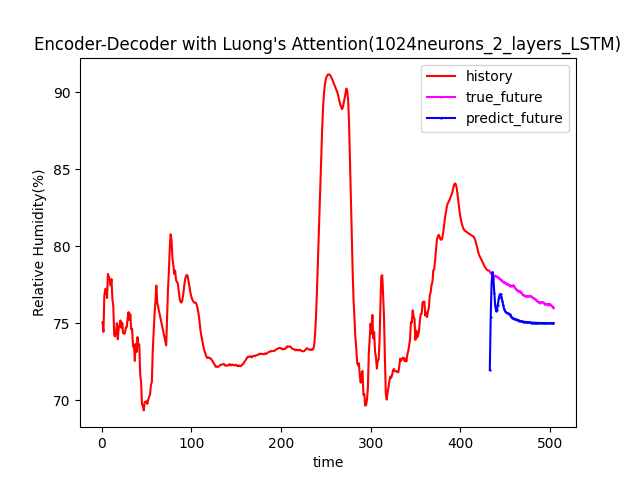 Encoder-Decoder with Luong's Attention(1024neurons_2_layers_LSTM)
history
true_future
predict_future
Relative Humidity(%)
90
85
80
75
70
0 100 200 300 400 500
time